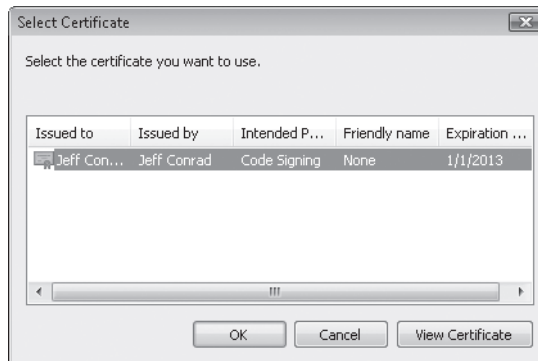 Select Certificate
Select the certificate you want to use.
Issued to Issued by Intended P... Friendly name Expiration ...
Jeff Con... Jeff Conrad Code Signing None 1/1/2013
OK Cancel View Certificate